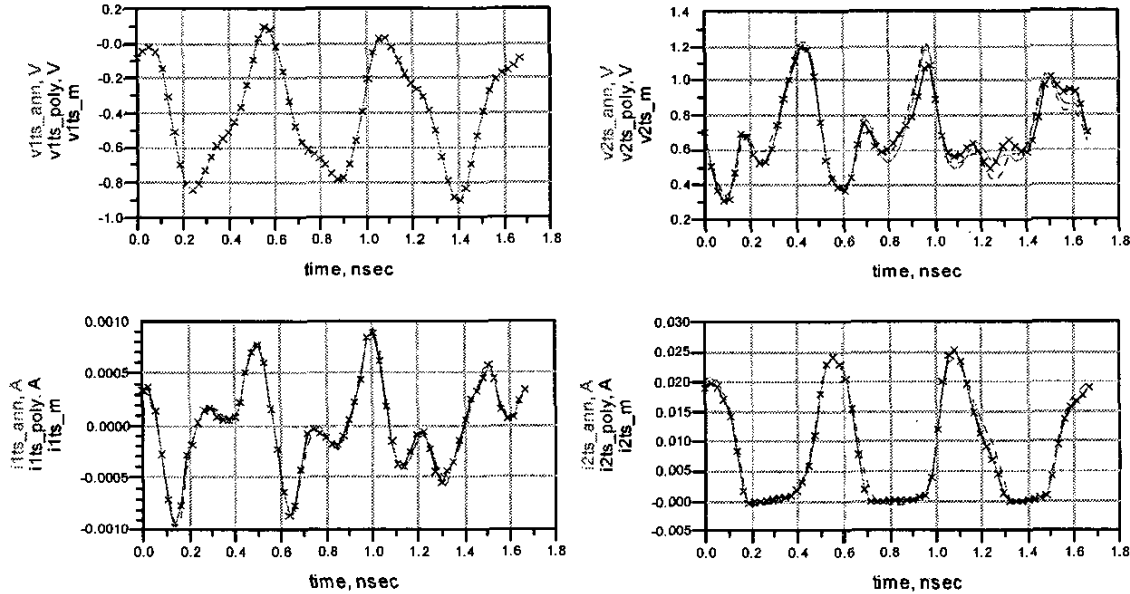 v1ts_ann, V
v1ts_poly, V
v1ts_m
-0.0
-0.2
-0.4
-0.6
-0.8
-1.0
0.0 0.2 0.4 0.6 0.8 1.0 1.2 1.4 1.6 1.8
time, nsec
v2ts_ann, V
v2ts_poly, V
v2ts_m
1.4
1.2
1.0
0.8
0.6
0.4
0.2
0.0 0.2 0.4 0.6 0.8 1.0 1.2 1.4 1.6 1.8
time, nsec
i1ts_ann, A
i1ts_poly, A
i1ts_m
0.0010
0.0005
0.0000
-0.0005
-0.0010
0.0 0.2 0.4 0.6 0.8 1.0 1.2 1.4 1.6 1.8
time, nsec
i2ts_ann, A
i2ts_poly, A
i2ts_m
0.030
0.025
0.020
0.015
0.010
0.005
-0.000
-0.005
0.0 0.2 0.4 0.6 0.8 1.0 1.2 1.4 1.6 1.8
time, nsec